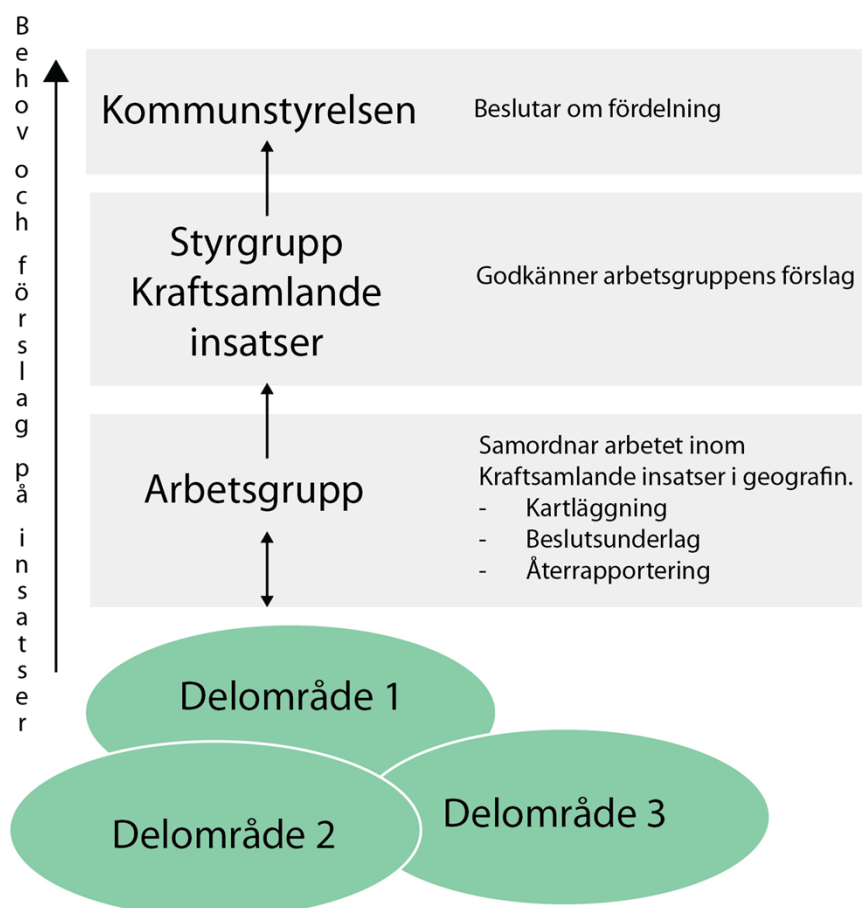 Behov och förslag på insatser
Kommunstyrelsen
Beslutar om fördelning
Styrgrupp
Kraftsamlande
insatser
Godkänner arbetsgruppens förslag
Arbetsgrupp
Samordnar arbetet inom
Kraftsamlande insatser i geografin.
- Kartläggning
- Beslutsunderlag
- Återrapportering
Delområde 1
Delområde 2
Delområde 3